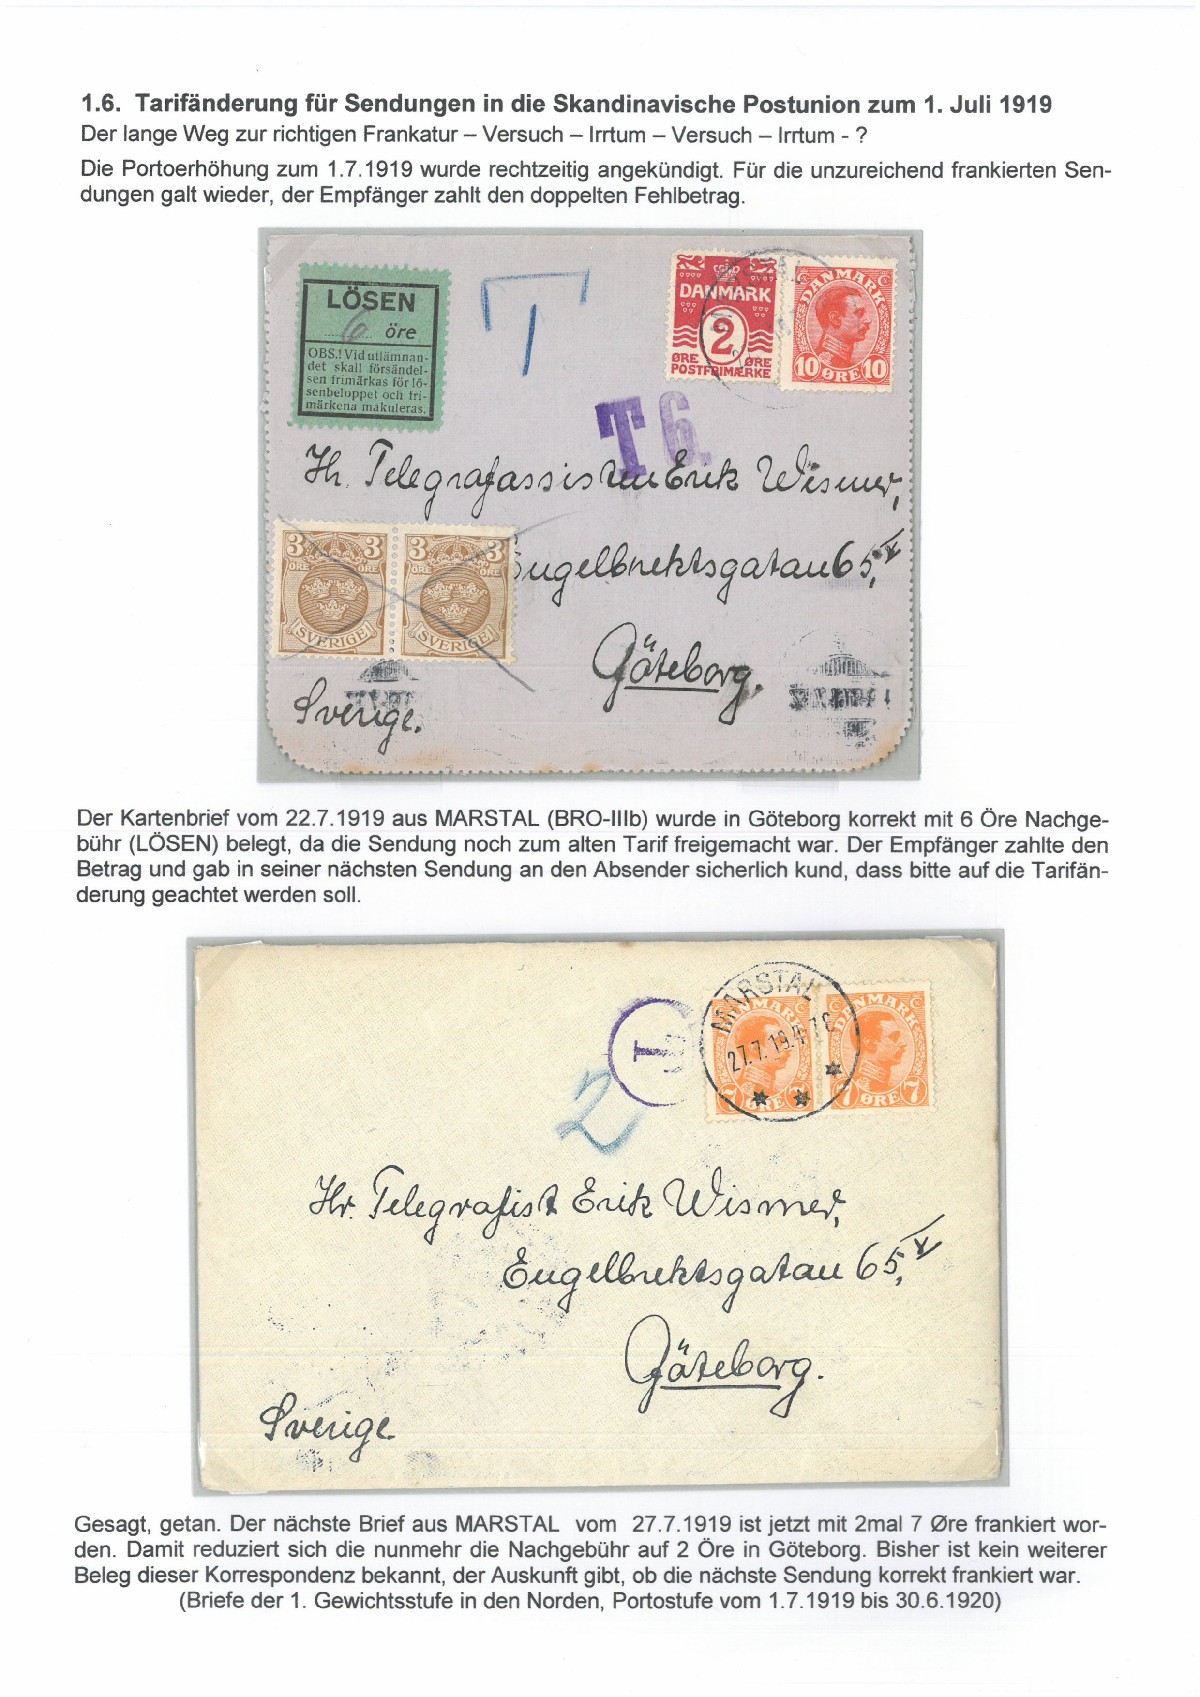 1.6. Tarifänderung für Sendungen in die Skandinavische Postunion zum 1. Juli 1919
Der lange Weg zur richtigen Frankatur – Versuch – Irrtum – Versuch – Irrtum - ?
Die Portoerhöhung zum 1.7.1919 wurde rechtzeitig angekündigt. Für die unzureichend frankierten Sen-
dungen galt wieder, der Empfänger zahlt den doppelten Fehlbetrag.
LÖSEN
6 öre
OBS.! Vid utlämnan-
det skall försändel-
sen frimärkas för lö-
senbeloppet och fri-
märkena makuleras.
T
DANMARK
2
ØRE ØRE
POSTFRIMÆRKE
DANMARK
10 ØRE 10
T 6.
Hr. Telegrafassistent Erik Wismer,
3 3
ÖRE ÖRE
SVERIGE
3 3
ÖRE ÖRE
SVERIGE
Engelbrektsgatan 65, V
Göteborg.
Sverige.
Der Kartenbrief vom 22.7.1919 aus MARSTAL (BRO-IIIb) wurde in Göteborg korrekt mit 6 Öre Nachge-
bühr (LÖSEN) belegt, da die Sendung noch zum alten Tarif freigemacht war. Der Empfänger zahlte den
Betrag und gab in seiner nächsten Sendung an den Absender sicherlich kund, dass bitte auf die Tarifän-
derung geachtet werden soll.
MARSTAL
27.7.19.4-7 E
T
2
DANMARK
7 ØRE 7
Hr. Telegrafist Erik Wismer,
Engelbrektsgatan 65, V
Göteborg.
Sverige.
Gesagt, getan. Der nächste Brief aus MARSTAL vom 27.7.1919 ist jetzt mit 2mal 7 Øre frankiert wor-
den. Damit reduziert sich die nunmehr die Nachgebühr auf 2 Öre in Göteborg. Bisher ist kein weiterer
Beleg dieser Korrespondenz bekannt, der Auskunft gibt, ob die nächste Sendung korrekt frankiert war.
(Briefe der 1. Gewichtsstufe in den Norden, Portostufe vom 1.7.1919 bis 30.6.1920)